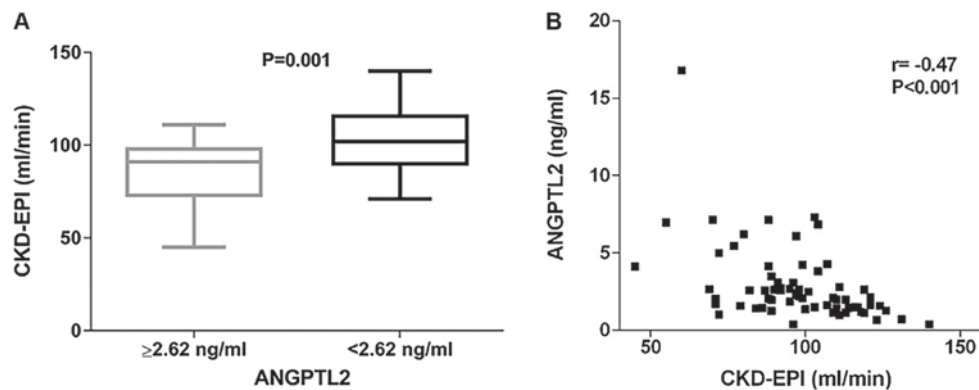 A
P=0.001
150
100
50
0
CKD-EPI (ml/min)
≥2.62 ng/ml <2.62 ng/ml
ANGPTL2
B
r= -0.47
P<0.001
20
15
10
5
0
ANGPTL2 (ng/ml)
50 100 150
CKD-EPI (ml/min)